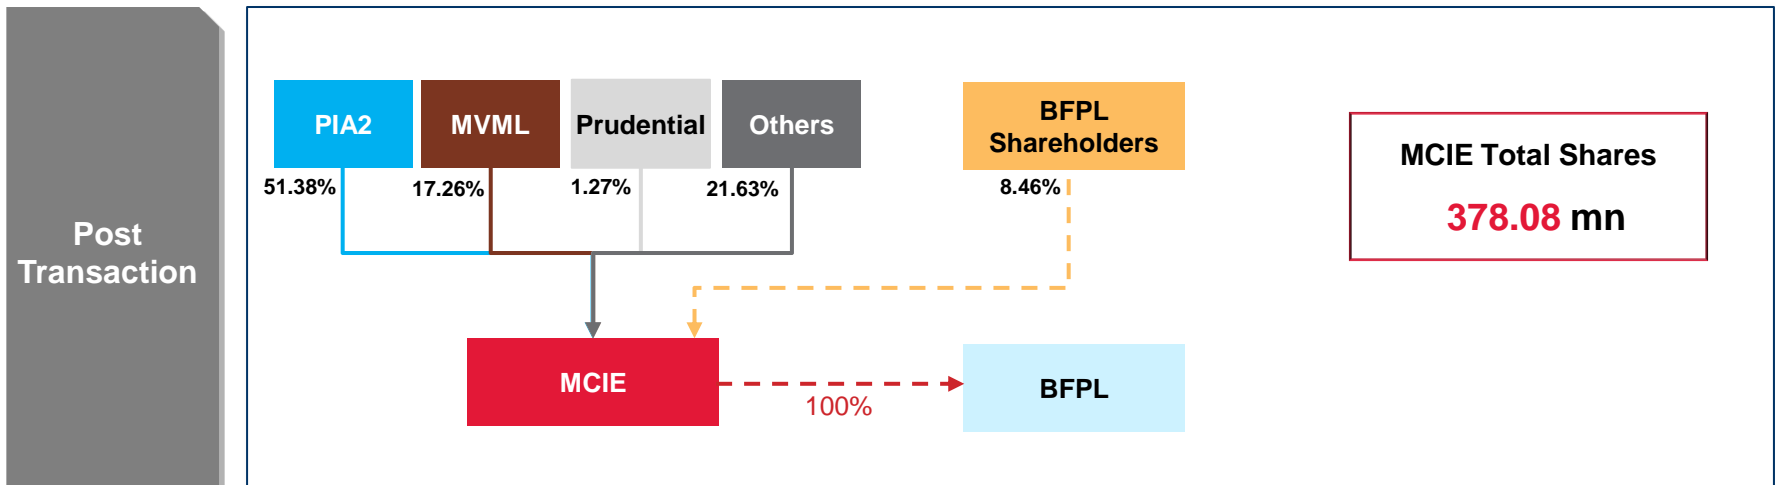 Post
Transaction
PIA2
MVML
Prudential
Others
BFPL
Shareholders
51.38%
17.26%
1.27%
21.63%
8.46%
MCIE Total Shares
378.08 mn
MCIE
100%
BFPL